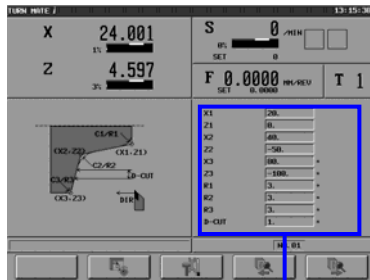 TURN MATE i
13:15:30
X 24.001
1%
Z 4.597
3%
S 0 /MIN
0%
SET 0
F 0.0000 MM/REV
SET 0.0000
T 1
C1/R1
(X2,Z2)
(X1,Z1)
C2/R2
C3/R3
D-CUT
(X3,Z3)
DIR
X1 20.
Z1 0.
X2 40.
Z2 -50.
X3 80. *
Z3 -100. *
R1 3. *
R2 3. *
R3 3. *
D-CUT 1. *
NO.01